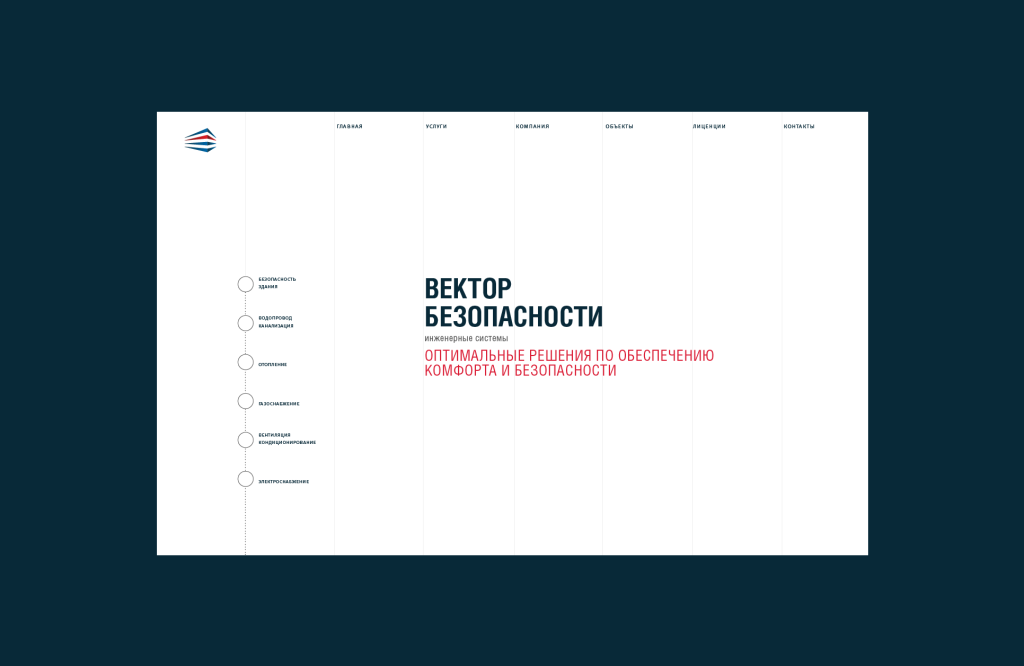 ГЛАВНАЯ
УСЛУГИ
КОМПАНИЯ
ОБЪЕКТЫ
ЛИЦЕНЦИИ
КОНТАКТЫ
БЕЗОПАСНОСТЬ
ЗДАНИЯ
ВОДОПРОВОД
КАНАЛИЗАЦИЯ
ОТОПЛЕНИЕ
ГАЗОСНАБЖЕНИЕ
ВЕНТИЛЯЦИЯ
КОНДИЦИОНИРОВАНИЕ
ЭЛЕКТРОСНАБЖЕНИЕ
ВЕКТОР
БЕЗОПАСНОСТИ
инженерные системы
ОПТИМАЛЬНЫЕ РЕШЕНИЯ ПО ОБЕСПЕЧЕНИЮ
КОМФОРТА И БЕЗОПАСНОСТИ